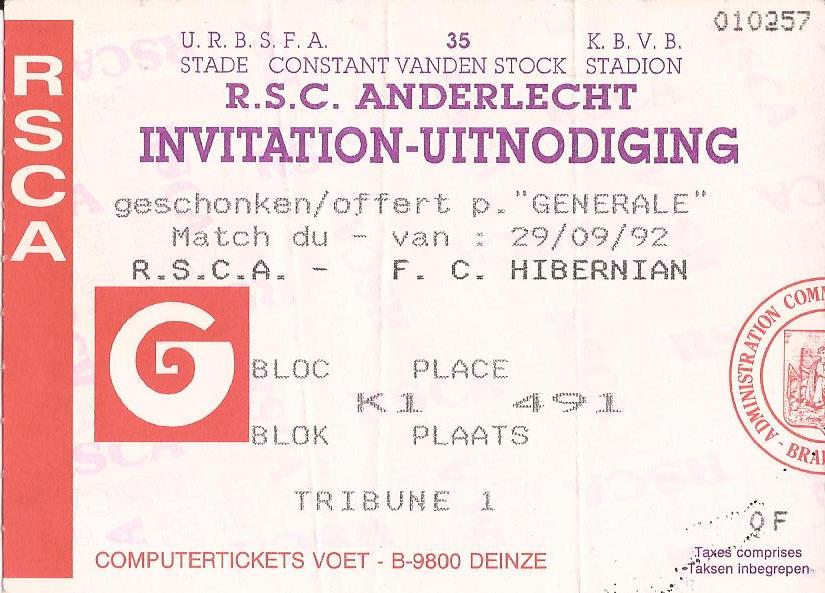 010257
U.R.B.S.F.A. 35 K.B.V.B.
STADE CONSTANT VANDEN STOCK STADION
R.S.C. ANDERLECHT
INVITATION-UITNODIGING
geschonken/offert p. "GENERALE"
Match du - van : 29/09/92
R.S.C.A. - F. C. HIBERNIAN
RSCA
G
BLOC PLACE
K1 491
BLOK PLAATS
TRIBUNE 1
ADMINISTRATION
0F
Taxes comprises
Taksen inbegrepen
COMPUTERTICKETS VOET - B-9800 DEINZE